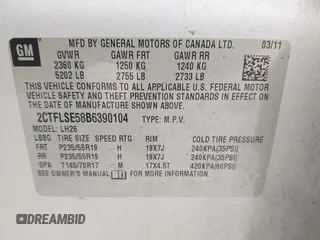 GM
MFD BY GENERAL MOTORS OF CANADA LTD.
03/11
GVWR GAWR FRT GAWR RR
2360 KG 1250 KG 1240 KG
5202 LB 2755 LB 2733 LB
THIS VEHICLE CONFORMS TO ALL APPLICABLE U.S. FEDERAL MOTOR
VEHICLE SAFETY AND THEFT PREVENTION STANDARDS IN EFFECT
ON THE DATE OF MANUFACTURE SHOWN ABOVE.
2CTFLSE58B6390104 TYPE: M.P.V.
MODEL: LH26
TIRE SIZE SPEED RTG RIM COLD TIRE PRESSURE
FRT P235/55R19 H 19X7J 240KPA(35PSI)
RR P235/55R19 H 19X7J 240KPA(35PSI)
SPA T145/70R17 M 17X4.5T 420KPA(60PSI)
SEE OWNER'S MANUAL FOR ADDITIONAL INFORMATION